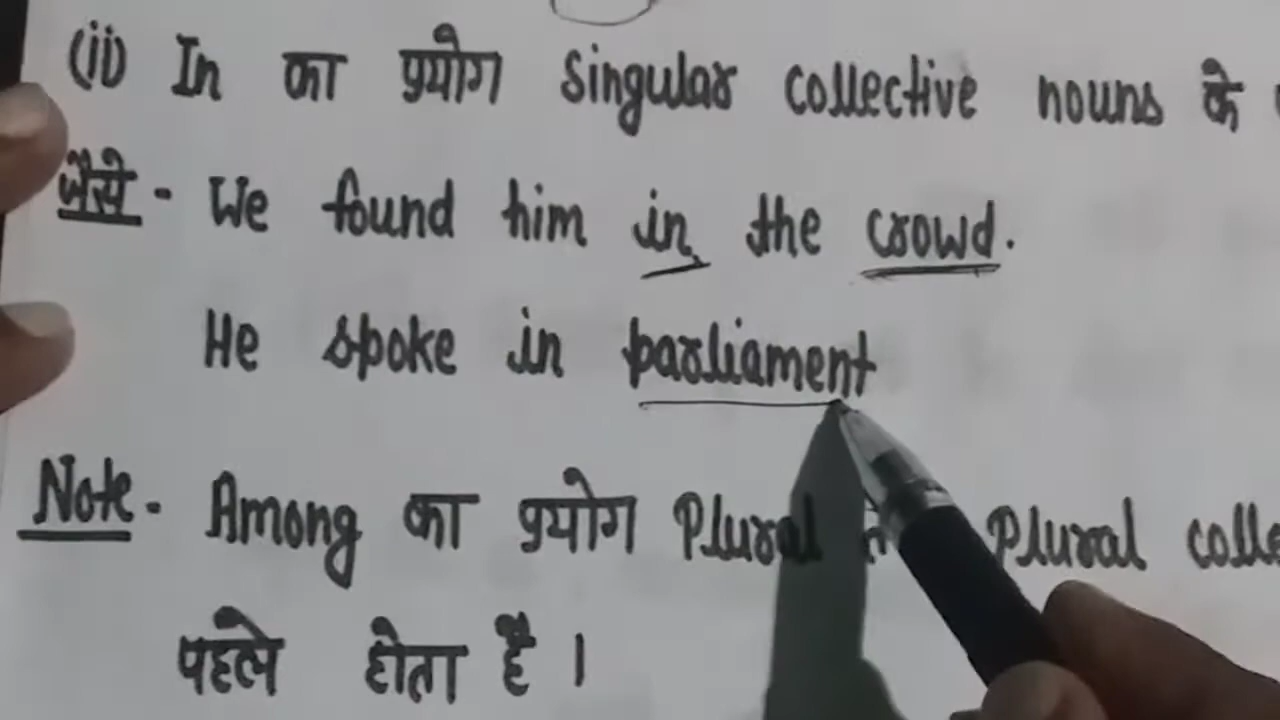 (ii) In का प्रयोग Singular collective nouns के
जैसे - We found him in the crowd.
He spoke in parliament
Note - Among का प्रयोग Plural Plural colle
पहले होता है ।